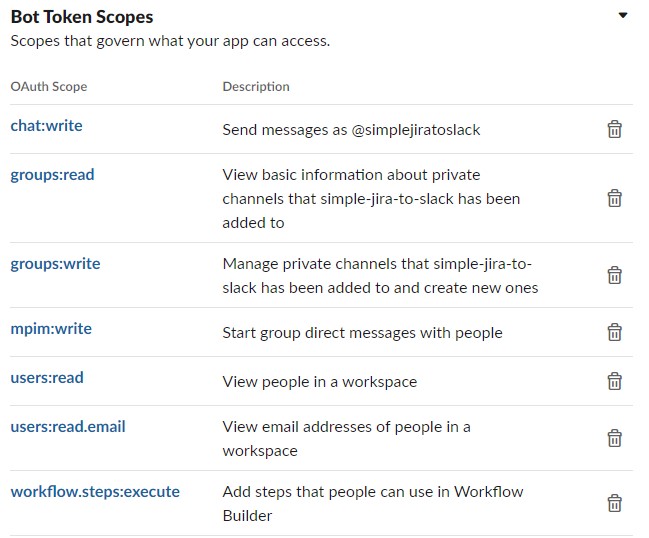 Bot Token Scopes
Scopes that govern what your app can access.
OAuth Scope Description
chat:write Send messages as @simplejiratoslack
groups:read View basic information about private
channels that simple-jira-to-slack has been
added to
groups:write Manage private channels that simple-jira-to-
slack has been added to and create new ones
mpim:write Start group direct messages with people
users:read View people in a workspace
users:read.email View email addresses of people in a
workspace
workflow.steps:execute Add steps that people can use in Workflow
Builder